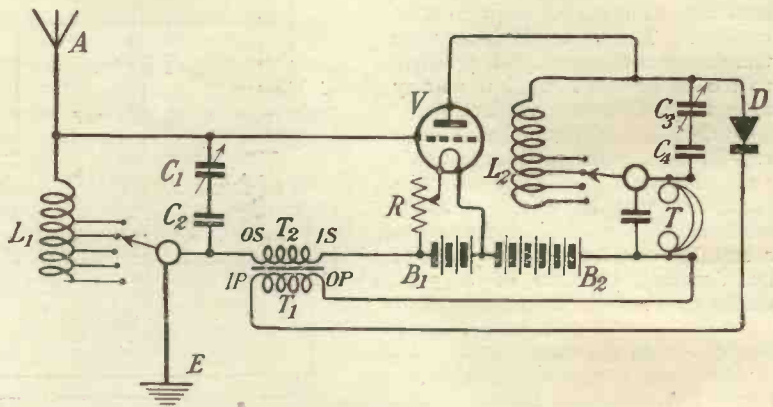 A
V
D
C₃
C₄
C₁
C₂
L₂
R
T
L₁
OS T₂ IS
IP T₁ OP
B₁
B₂
E